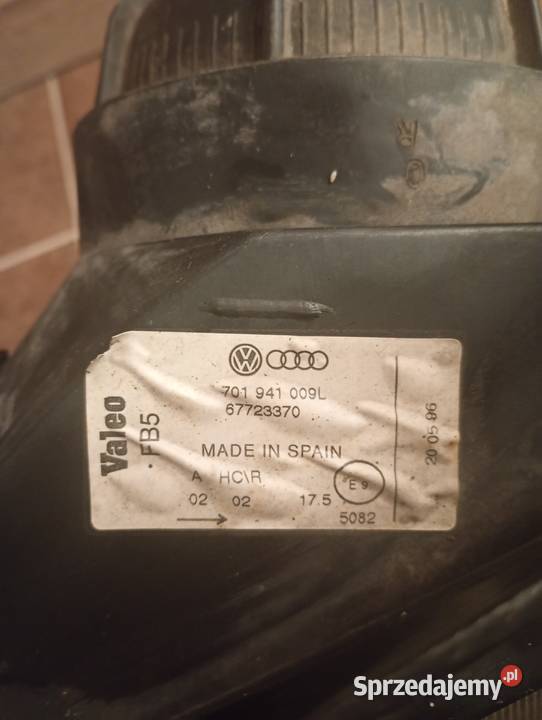 701 941 009L
67723370
MADE IN SPAIN
A HC\R
02 02 17.5 E 9
5082
Valeo
FB5
20 05 96
Sprzedajemy.pl